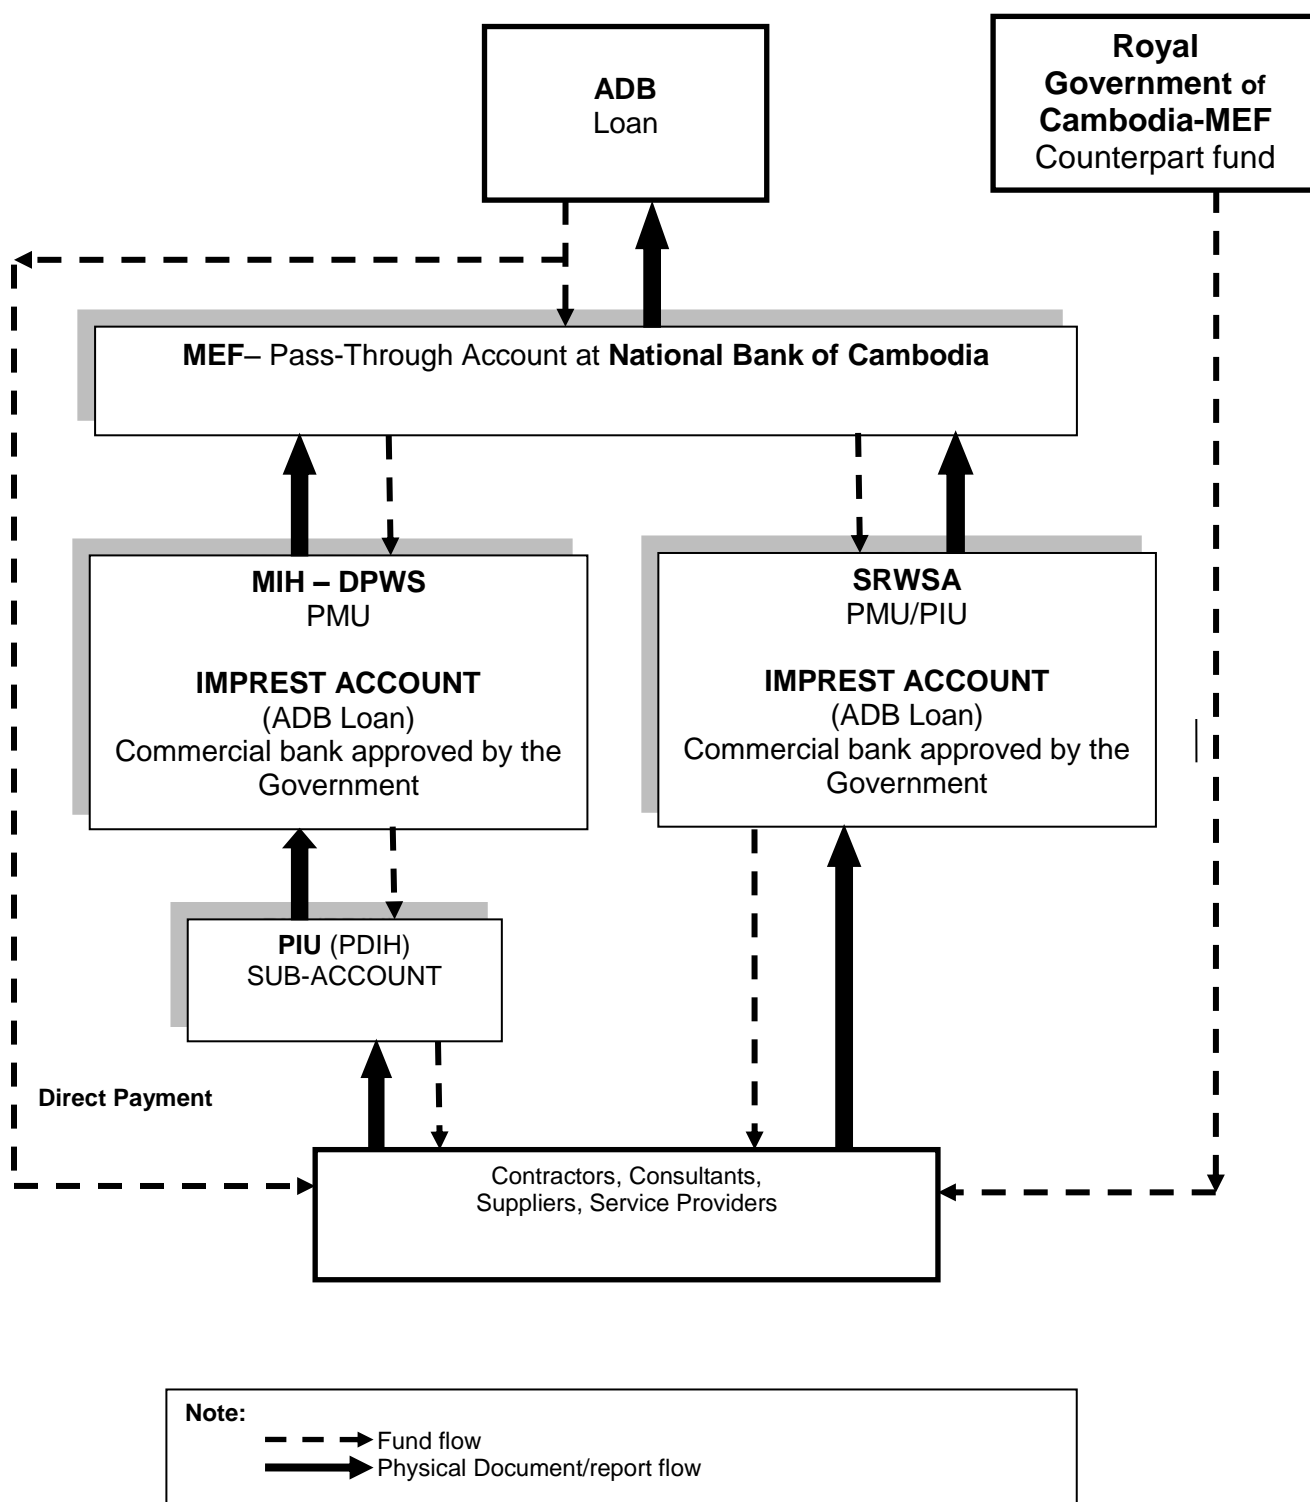 ADB
Loan
Royal
Government of
Cambodia-MEF
Counterpart fund
MEF– Pass-Through Account at National Bank of Cambodia
MIH – DPWS
PMU
IMPREST ACCOUNT
(ADB Loan)
Commercial bank approved by the
Government
SRWSA
PMU/PIU
IMPREST ACCOUNT
(ADB Loan)
Commercial bank approved by the
Government
PIU (PDIH)
SUB-ACCOUNT
Direct Payment
Contractors, Consultants,
Suppliers, Service Providers
Note:
Fund flow
Physical Document/report flow